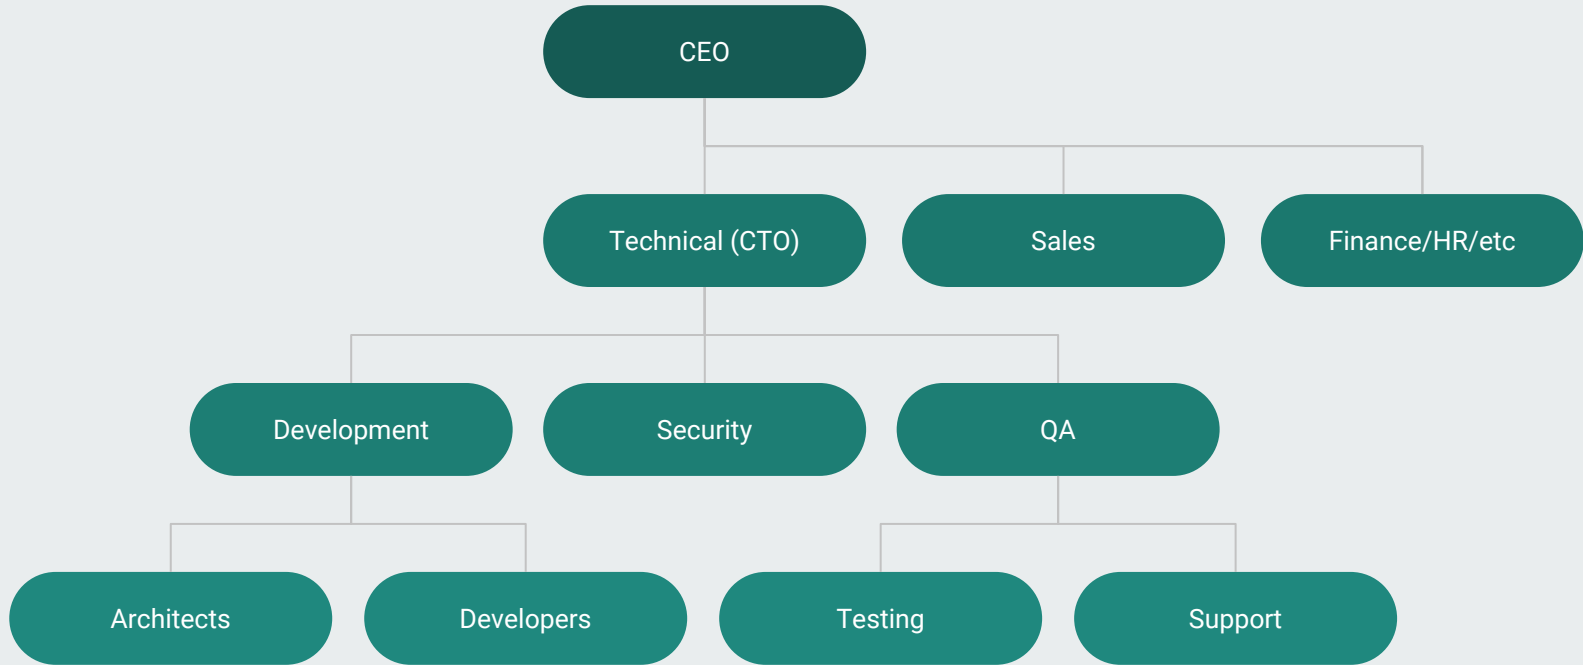 CEO
Technical (CTO)
Sales
Finance/HR/etc
Development
Security
QA
Architects
Developers
Testing
Support